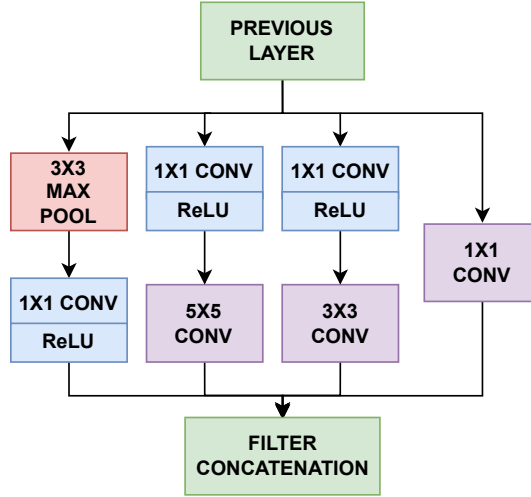 PREVIOUS
LAYER
3X3
MAX
POOL
1X1 CONV
ReLU
1X1 CONV
ReLU
1X1
CONV
1X1 CONV
ReLU
5X5
CONV
3X3
CONV
FILTER
CONCATENATION